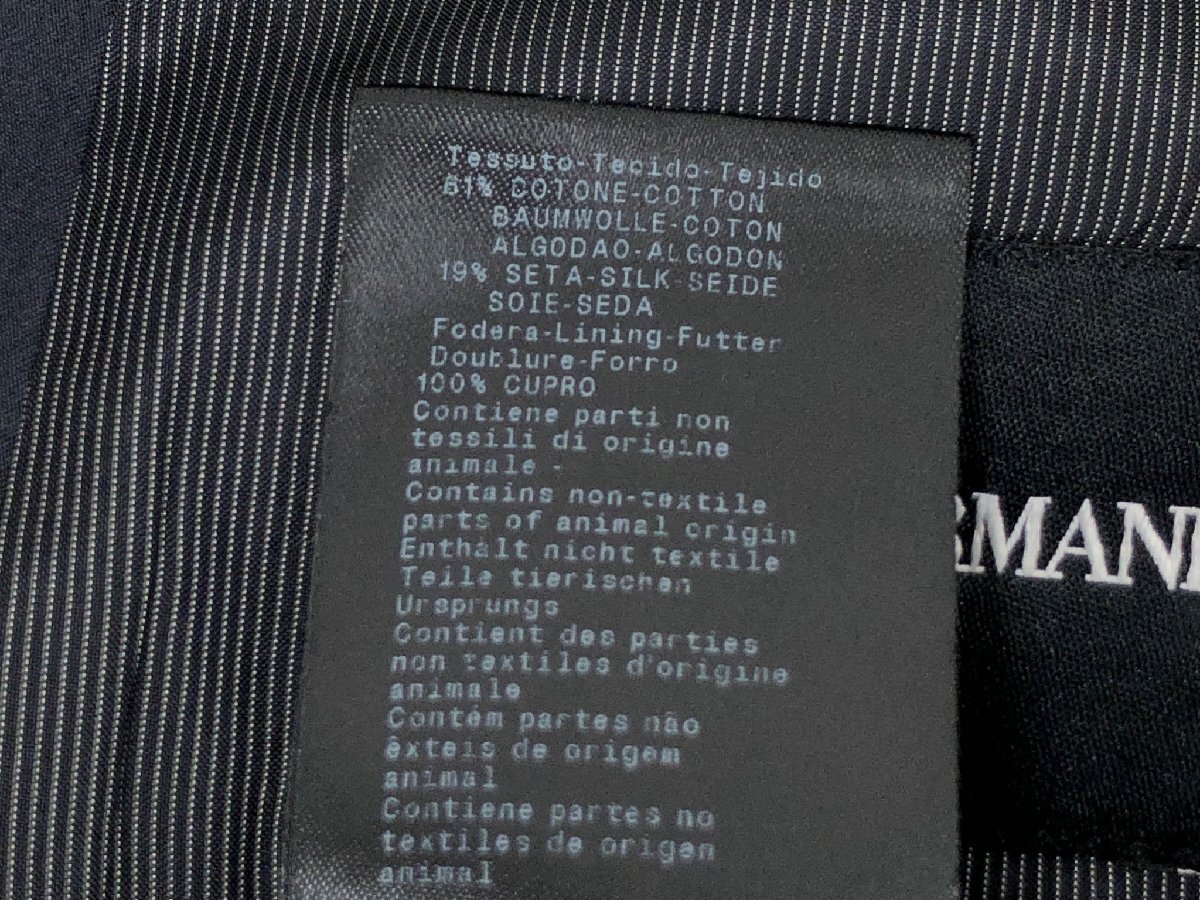 Tessuto-Tecido-Tejido
81% COTONE-COTTON
BAUMWOLLE-COTON
ALGODAO-ALGODON
19% SETA-SILK-SEIDE
SOIE-SEDA
Fodera-Lining-Futter
Doublure-Forro
100% CUPRO
Contiene parti non
tessili di origine
animale -
Contains non-textile
parts of animal origin
Enthält nicht textile
Teile tierischen
Ursprungs
Contient des parties
non textiles d'origine
animale
Contém partes não
êxteis de origem
animal
Contiene partes no
textiles de origen
animal
RMANI